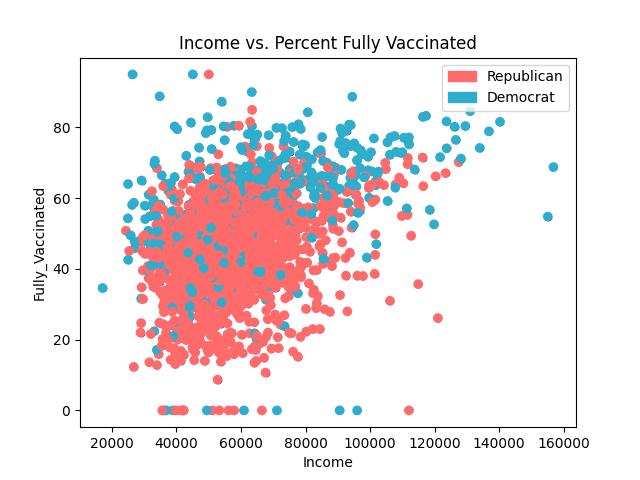 Income vs. Percent Fully Vaccinated
Republican
Democrat
Fully_Vaccinated
80
60
40
20
0
20000 40000 60000 80000 100000 120000 140000 160000
Income